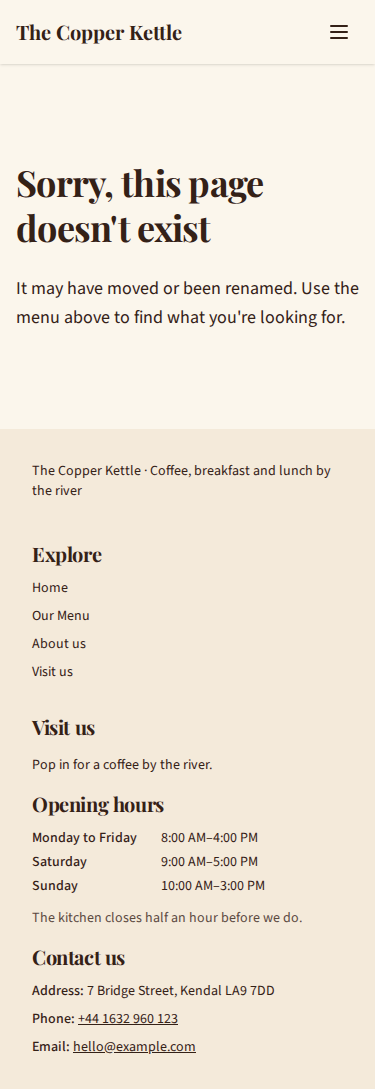 The Copper Kettle
Sorry, this page
doesn't exist
It may have moved or been renamed. Use the
menu above to find what you're looking for.
The Copper Kettle · Coffee, breakfast and lunch by
the river
Explore
Home
Our Menu
About us
Visit us
Visit us
Pop in for a coffee by the river.
Opening hours
Monday to Friday 8:00 AM–4:00 PM
Saturday 9:00 AM–5:00 PM
Sunday 10:00 AM–3:00 PM
The kitchen closes half an hour before we do.
Contact us
Address: 7 Bridge Street, Kendal LA9 7DD
Phone: +44 1632 960 123
Email: hello@example.com